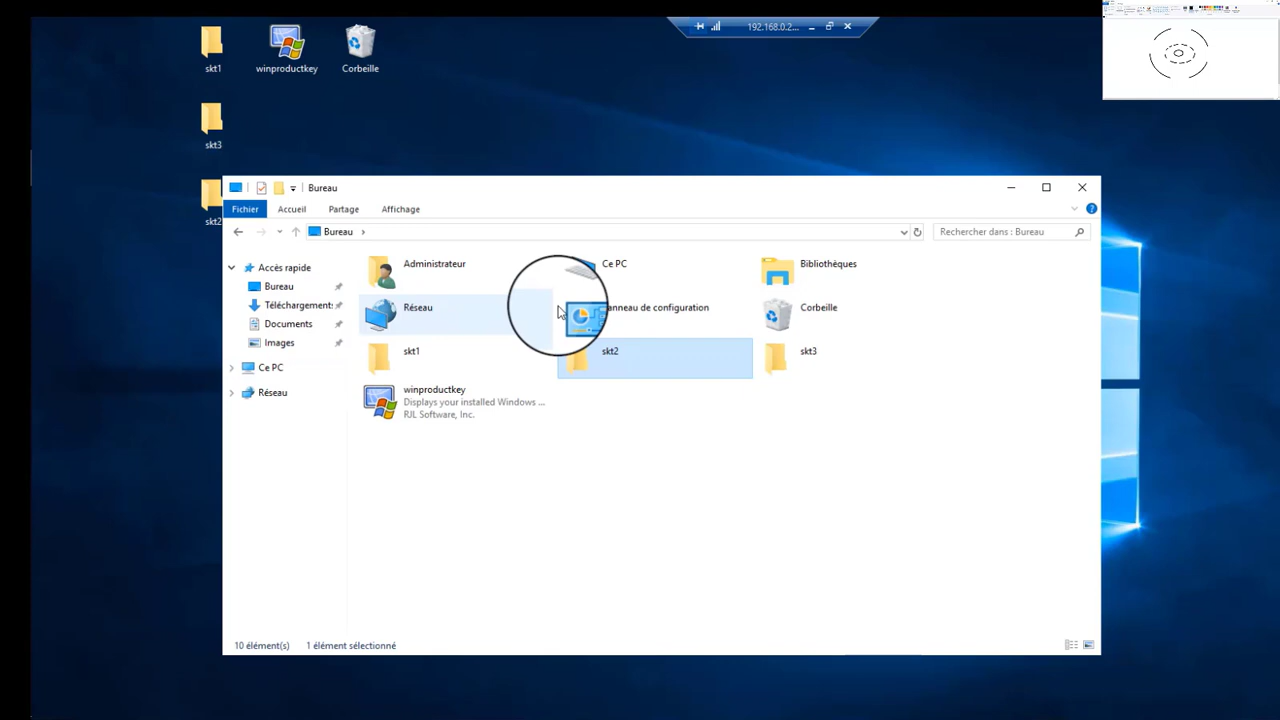 192.168.0.2...
skt1
winproductkey
Corbeille
skt3
skt2
Bureau
Fichier
Accueil
Partage
Affichage
Bureau
Rechercher dans : Bureau
Accès rapide
Bureau
Téléchargement:
Documents
Images
Ce PC
Réseau
Administrateur
Ce PC
Bibliothèques
Réseau
anneau de configuration
Corbeille
skt1
skt2
skt3
winproductkey
Displays your installed Windows ...
RJL Software, Inc.
10 élément(s)
1 élément sélectionné